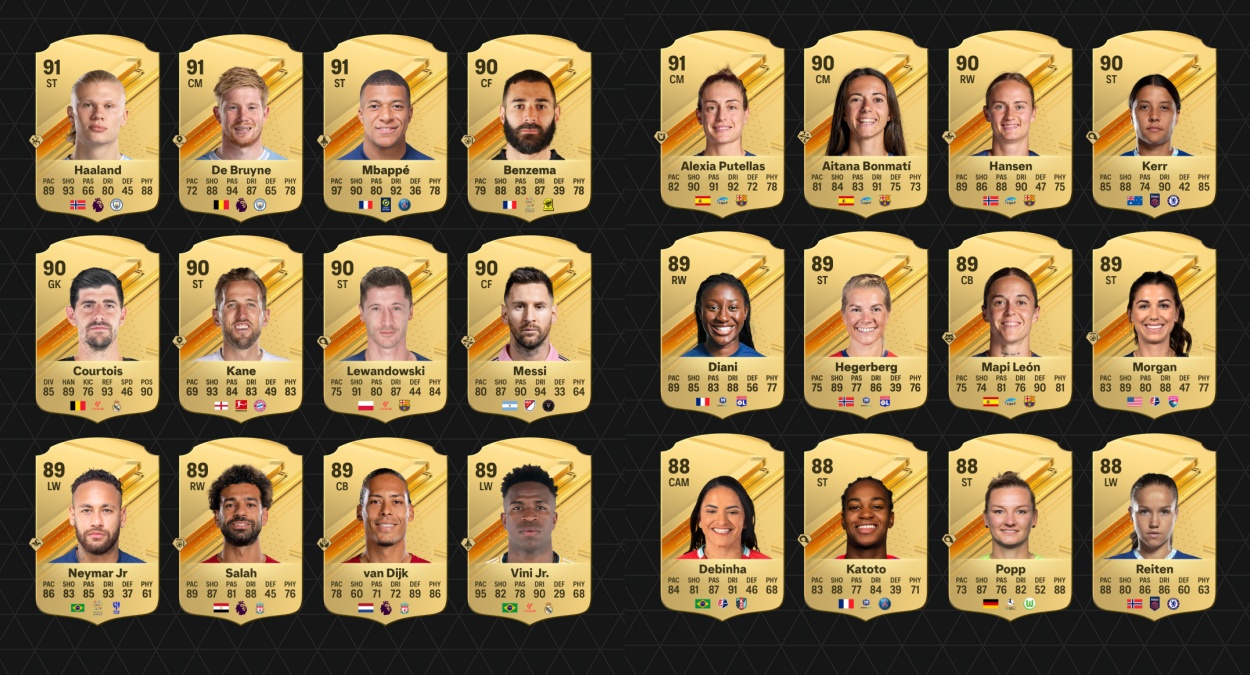 91
ST
Haaland
PAC SHO PAS DRI DEF PHY
89 93 66 80 45 88
91
CM
De Bruyne
PAC SHO PAS DRI DEF PHY
72 88 94 87 65 78
91
ST
Mbappé
PAC SHO PAS DRI DEF PHY
97 90 80 92 36 78
90
CF
Benzema
PAC SHO PAS DRI DEF PHY
79 88 83 87 39 78
91
CM
Alexia Putellas
PAC SHO PAS DRI DEF PHY
82 90 91 92 72 78
90
CM
Aitana Bonmatí
PAC SHO PAS DRI DEF PHY
81 84 83 91 75 73
90
RW
Hansen
PAC SHO PAS DRI DEF PHY
89 86 88 90 47 75
90
ST
Kerr
PAC SHO PAS DRI DEF PHY
85 88 74 90 42 85
90
GK
Courtois
DIV HAN KIC REF SPD POS
85 89 76 93 46 90
90
ST
Kane
PAC SHO PAS DRI DEF PHY
69 93 84 83 49 83
90
ST
Lewandowski
PAC SHO PAS DRI DEF PHY
75 91 80 87 44 84
90
CF
Messi
PAC SHO PAS DRI DEF PHY
80 87 90 94 33 64
89
RW
Diani
PAC SHO PAS DRI DEF PHY
89 85 83 88 56 77
89
ST
Hegerberg
PAC SHO PAS DRI DEF PHY
75 89 77 86 39 76
89
CB
Mapi León
PAC SHO PAS DRI DEF PHY
75 74 81 76 90 81
89
ST
Morgan
PAC SHO PAS DRI DEF PHY
83 89 80 88 47 77
89
LW
Neymar Jr
PAC SHO PAS DRI DEF PHY
86 83 85 93 37 61
89
RW
Salah
PAC SHO PAS DRI DEF PHY
89 87 81 88 45 76
89
CB
van Dijk
PAC SHO PAS DRI DEF PHY
78 60 71 72 89 86
89
LW
Vini Jr.
PAC SHO PAS DRI DEF PHY
95 82 78 90 29 68
88
CAM
Debinha
PAC SHO PAS DRI DEF PHY
84 81 87 91 46 68
88
ST
Katoto
PAC SHO PAS DRI DEF PHY
83 88 77 84 39 71
88
ST
Popp
PAC SHO PAS DRI DEF PHY
73 87 76 82 52 88
88
LW
Reiten
PAC SHO PAS DRI DEF PHY
88 80 86 86 60 63